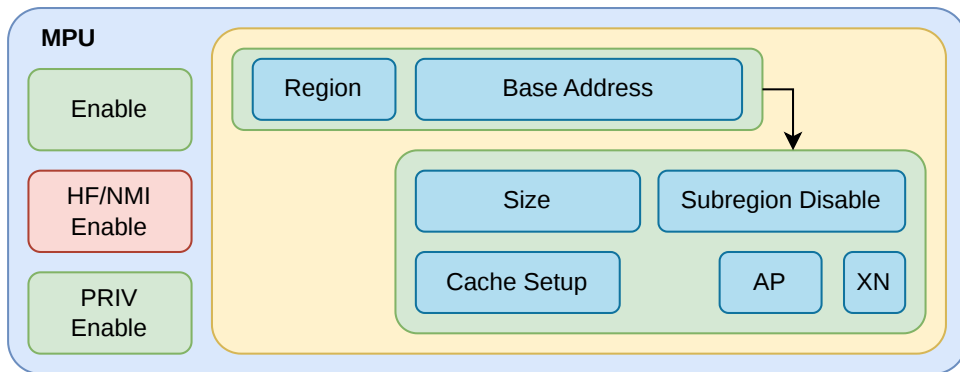 MPU
Enable
HF/NMI
Enable
PRIV
Enable
Region
Base Address
Size
Subregion Disable
Cache Setup
AP
XN